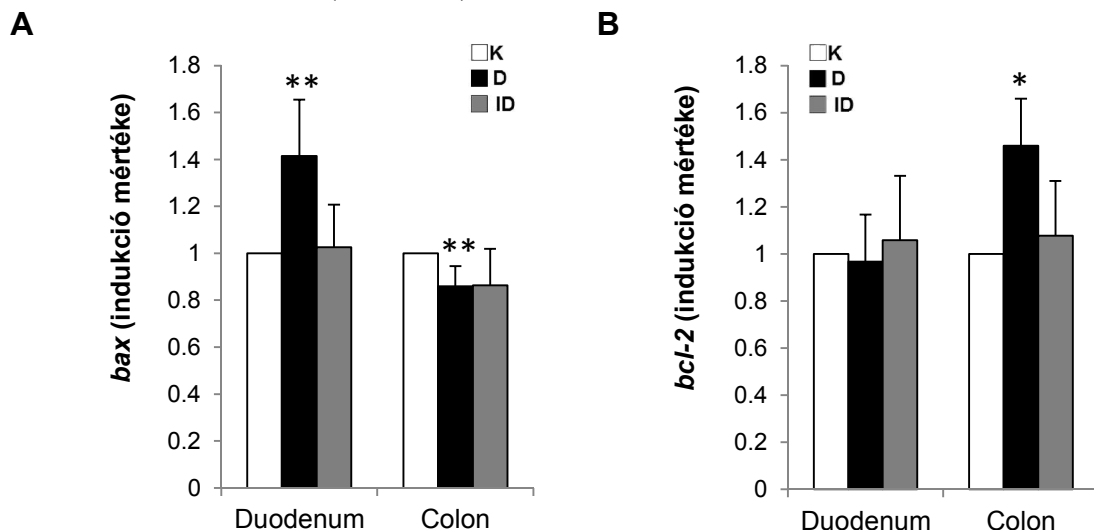 A
bax (indukció mértéke)
K
D
ID
1.8
1.6
1.4
1.2
1
0.8
0.6
0.4
0.2
0
**
**
Duodenum Colon
B
bcl-2 (indukció mértéke)
K
D
ID
1.8
1.6
1.4
1.2
1
0.8
0.6
0.4
0.2
0
*
Duodenum Colon